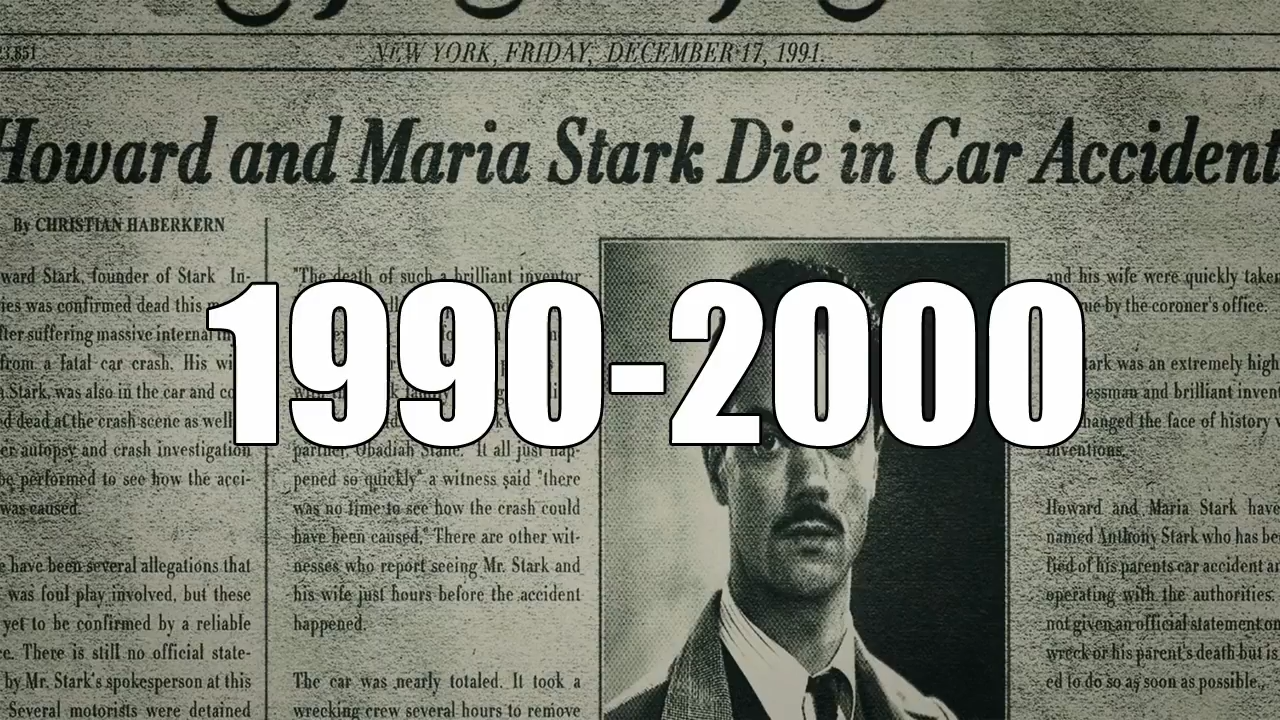 23,851
NEW YORK, FRIDAY, DECEMBER 17, 1991.
Howard and Maria Stark Die in Car Accident
By CHRISTIAN HABERKERN
ward Stark, founder of Stark In-
ies was confirmed dead this
fter suffering massive internal
from a fatal car crash. His
Stark, was also in the car and
d dead at the crash scene as well
er autopsy and crash investigation
be performed to see how the acci-
was caused.
e have been several allegations that
was foul play involved, but these
yet to be confirmed by a reliable
ce. There is still no official state-
by Mr. Stark's spokesperson at this
Several motorists were detained
"The death of such a brilliant inventor
partner, Obadiah Stane. "It all just hap-
pened so quickly" a witness said "there
was no time to see how the crash could
have been caused," There are other wit-
nesses who report seeing Mr. Stark and
his wife just hours before the accident
happened.
The car was nearly totaled. It took a
wrecking crew several hours to remove
1990-2000
and his wife were quickly taken
by the coroner's office.
tark was an extremely high
essman and brilliant invent
hanged the face of history
inventions.
Howard and Maria Stark have
named Anthony Stark who has be
fied of his parents car accident
operating with the authorities.
not given an official statement on
wreck or his parent's death but is
ed to do so as soon as possible.